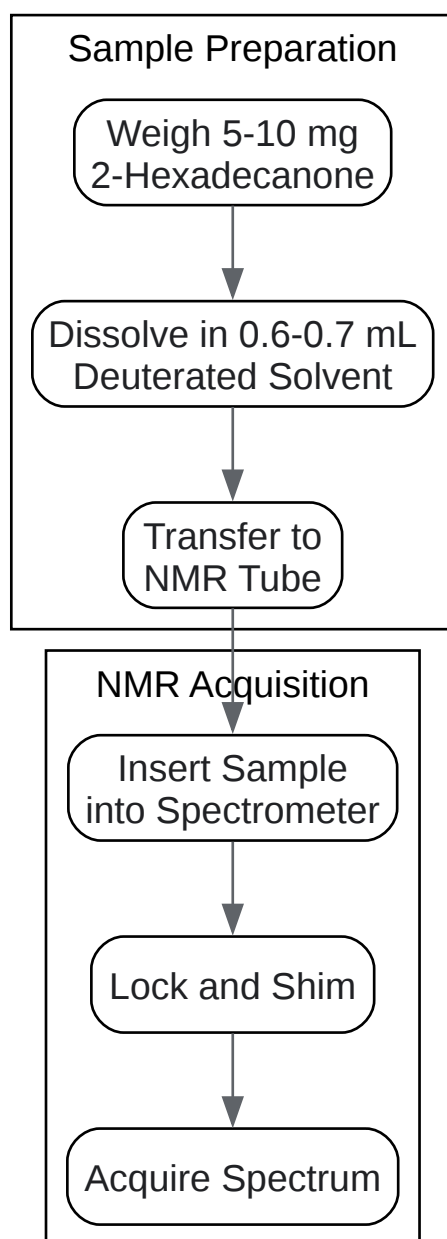 Sample Preparation
Weigh 5-10 mg
2-Hexadecanone
Dissolve in 0.6-0.7 mL
Deuterated Solvent
Transfer to
NMR Tube
NMR Acquisition
Insert Sample
into Spectrometer
Lock and Shim
Acquire Spectrum